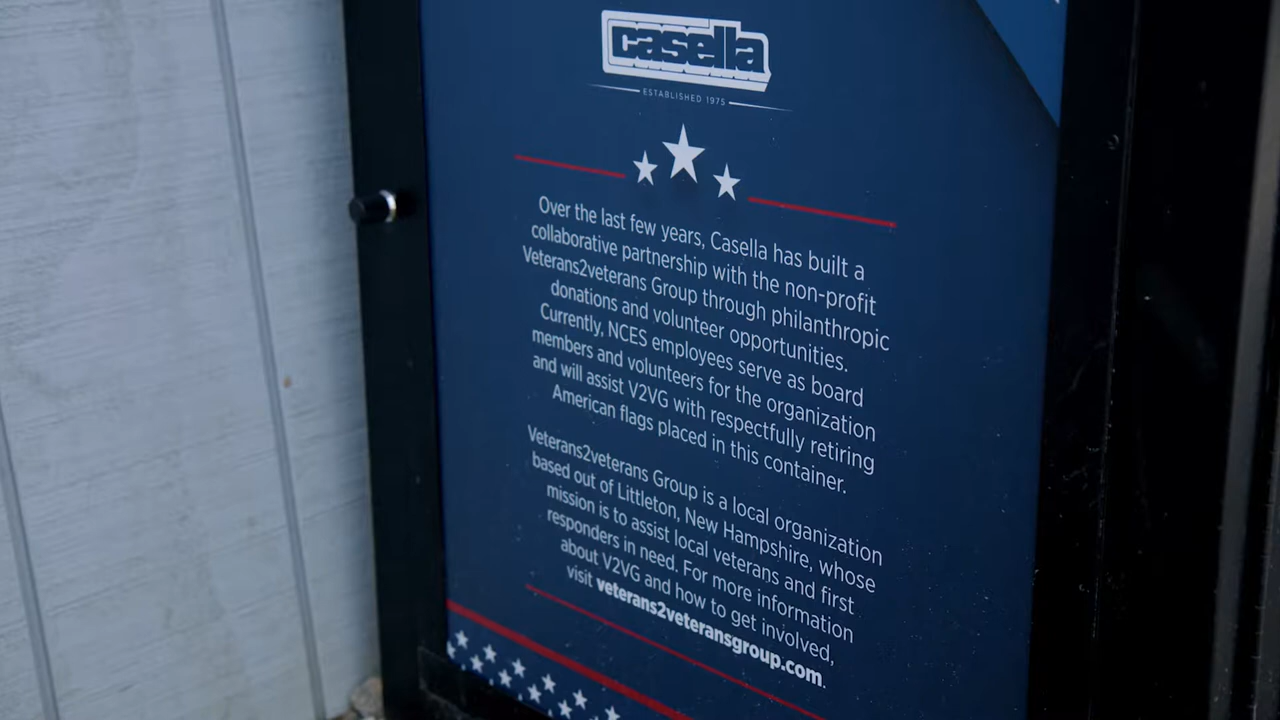 casella
ESTABLISHED 1975
Over the last few years, Casella has built a
collaborative partnership with the non-profit
Veterans2veterans Group through philanthropic
donations and volunteer opportunities.
Currently, NCES employees serve as board
members and volunteers for the organization
and will assist V2VG with respectfully retiring
American flags placed in this container.
Veterans2veterans Group is a local organization
based out of Littleton, New Hampshire, whose
mission is to assist local veterans and first
responders in need. For more information
about V2VG and how to get involved,
visit veterans2veteransgroup.com.